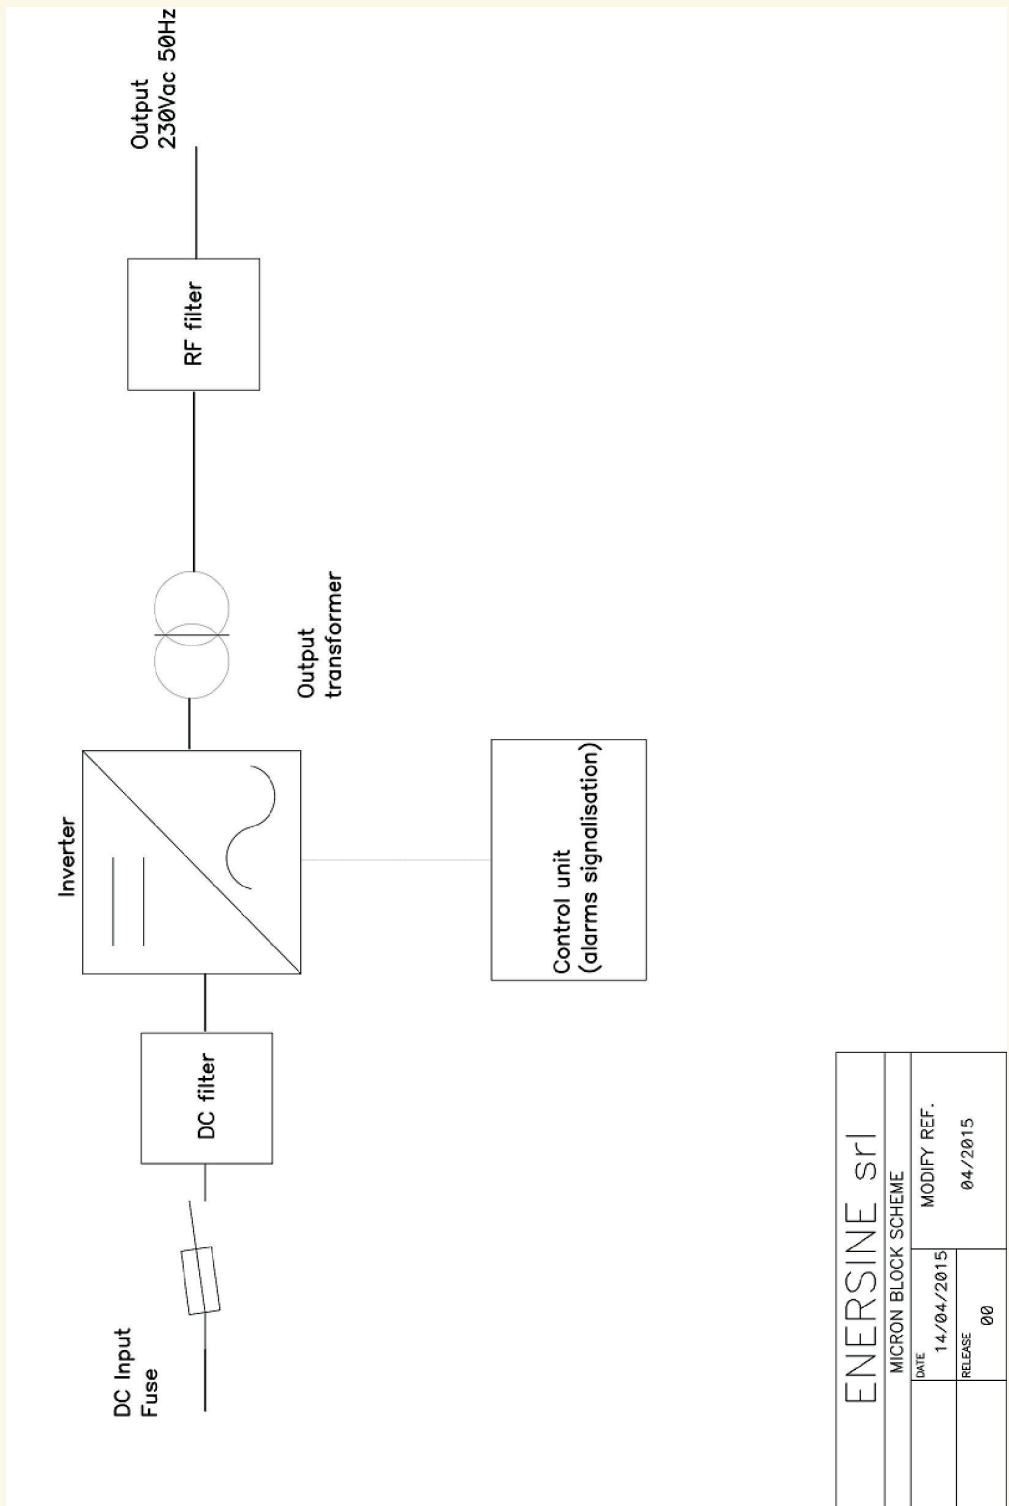 DC Input
Fuse
DC filter
Inverter
Output
transformer
RF filter
Output
230Vac 50Hz
Control unit
(alarms signalisation)
ENERSINE srl
MICRON BLOCK SCHEME
DATE
14/04/2015
MODIFY REF.
04/2015
RELEASE
00